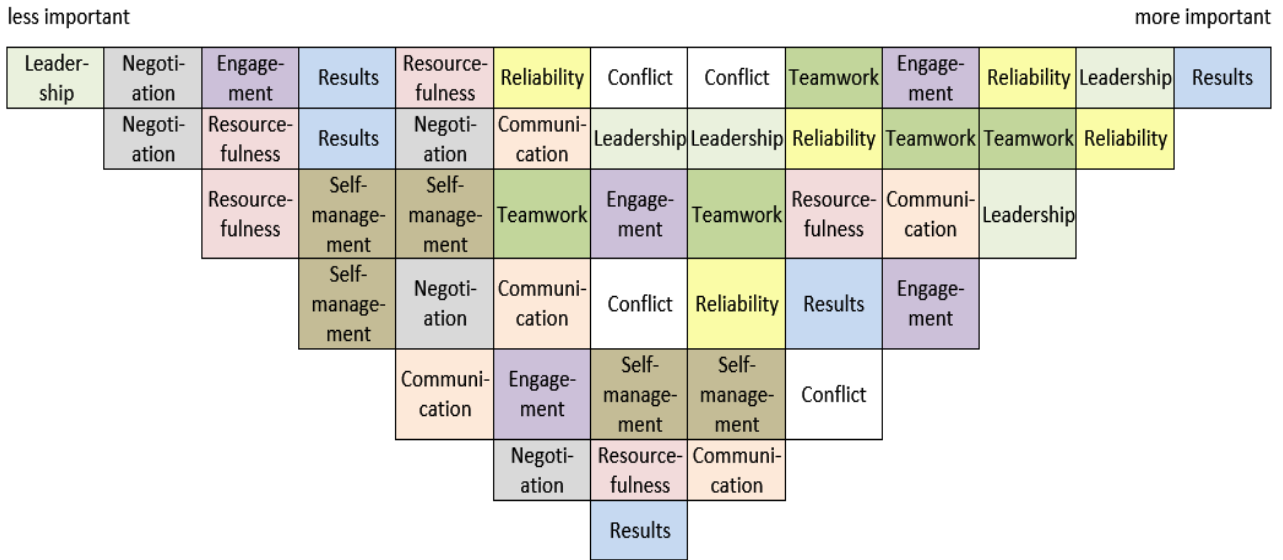 less important
more important
Leader-
ship
Negoti-
ation
Engage-
ment
Results
Resource-
fulness
Reliability
Conflict
Conflict
Teamwork
Engage-
ment
Reliability
Leadership
Results
Negoti-
ation
Resource-
fulness
Results
Negoti-
ation
Communi-
cation
Leadership
Leadership
Reliability
Teamwork
Teamwork
Reliability
Resource-
fulness
Self-
manage-
ment
Self-
manage-
ment
Teamwork
Engage-
ment
Teamwork
Resource-
fulness
Communi-
cation
Leadership
Self-
manage-
ment
Negoti-
ation
Communi-
cation
Conflict
Reliability
Results
Engage-
ment
Communi-
cation
Engage-
ment
Self-
manage-
ment
Self-
manage-
ment
Conflict
Negoti-
ation
Resource-
fulness
Communi-
cation
Results